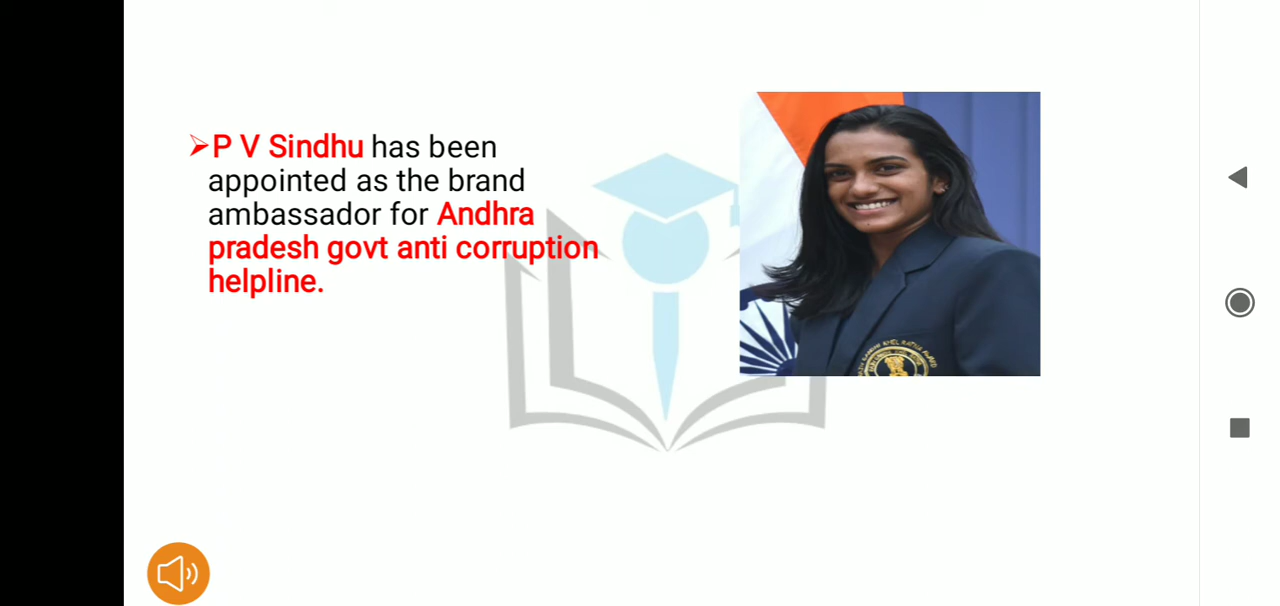 ➢P V Sindhu has been
appointed as the brand
ambassador for Andhra
pradesh govt anti corruption
helpline.